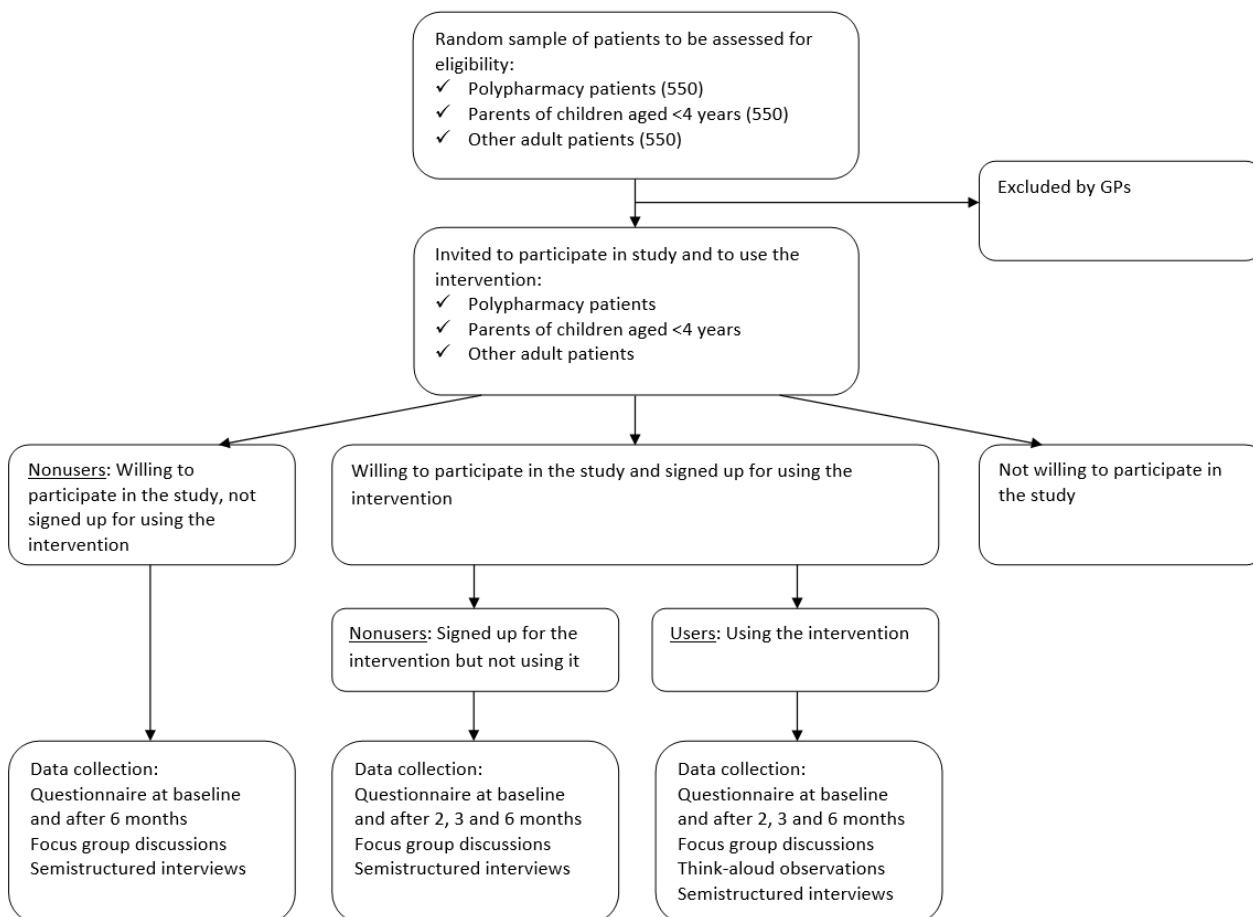 Random sample of patients to be assessed for
eligibility:
✓ Polypharmacy patients (550)
✓ Parents of children aged <4 years (550)
✓ Other adult patients (550)
Excluded by GPs
Invited to participate in study and to use the
intervention:
✓ Polypharmacy patients
✓ Parents of children aged <4 years
✓ Other adult patients
Nonusers: Willing to
participate in the study, not
signed up for using the
intervention
Willing to participate in the study and signed up for using the
intervention
Not willing to participate in
the study
Nonusers: Signed up for the
intervention but not using it
Users: Using the intervention
Data collection:
Questionnaire at baseline
and after 6 months
Focus group discussions
Semistructured interviews
Data collection:
Questionnaire at baseline
and after 2, 3 and 6 months
Focus group discussions
Semistructured interviews
Data collection:
Questionnaire at baseline
and after 2, 3 and 6 months
Focus group discussions
Think-aloud observations
Semistructured interviews